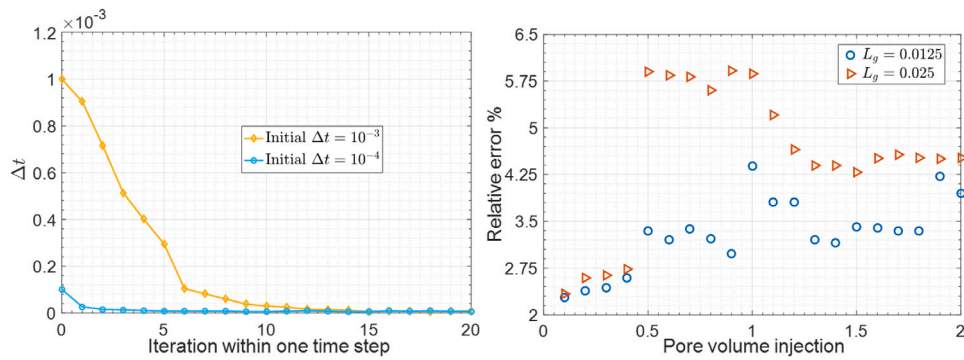 ×10⁻³
1.2
1
0.8
0.6
0.4
0.2
0
Δt
Initial Δt = 10⁻³
Initial Δt = 10⁻⁴
0 5 10 15 20
Iteration within one time step
6.5
5.75
5
4.25
3.5
2.75
2
Relative error %
L_g = 0.0125
L_g = 0.025
0 0.5 1 1.5 2
Pore volume injection